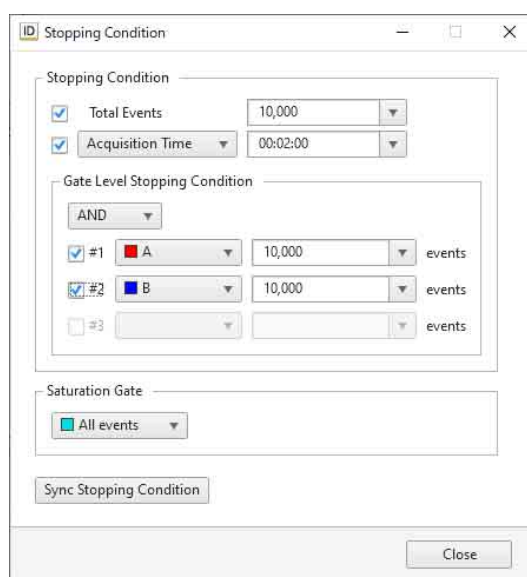 ID Stopping Condition
Stopping Condition
Total Events 10,000
Acquisition Time 00:02:00
Gate Level Stopping Condition
AND
#1 A 10,000 events
#2 B 10,000 events
#3 events
Saturation Gate
All events
Sync Stopping Condition
Close